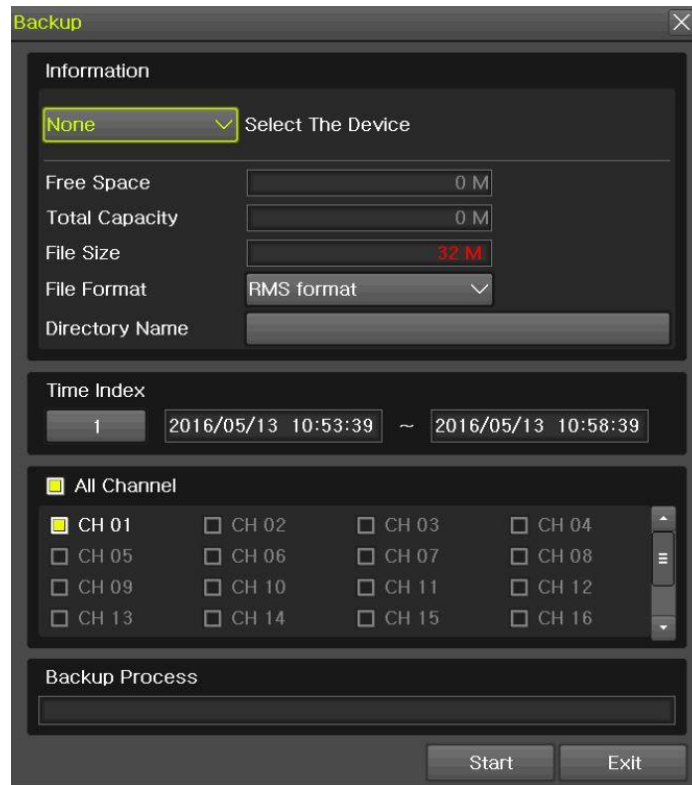 Backup
Information
None Select The Device
Free Space 0 M
Total Capacity 0 M
File Size 32 M
File Format RMS format
Directory Name
Time Index
1 2016/05/13 10:53:39 ~ 2016/05/13 10:58:39
All Channel
CH 01 CH 02 CH 03 CH 04
CH 05 CH 06 CH 07 CH 08
CH 09 CH 10 CH 11 CH 12
CH 13 CH 14 CH 15 CH 16
Backup Process
Start Exit